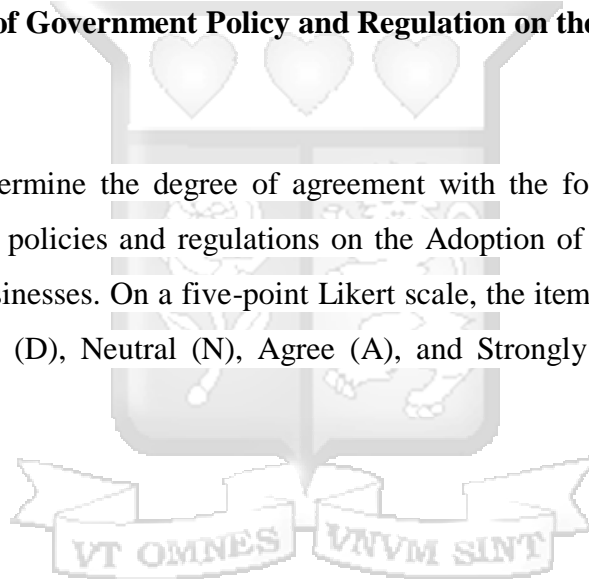 of Government Policy and Regulation on the
ermine the degree of agreement with the fo
policies and regulations on the Adoption of
sinesses. On a five-point Likert scale, the item
(D), Neutral (N), Agree (A), and Strongly
VT OMNES VNVM SINT